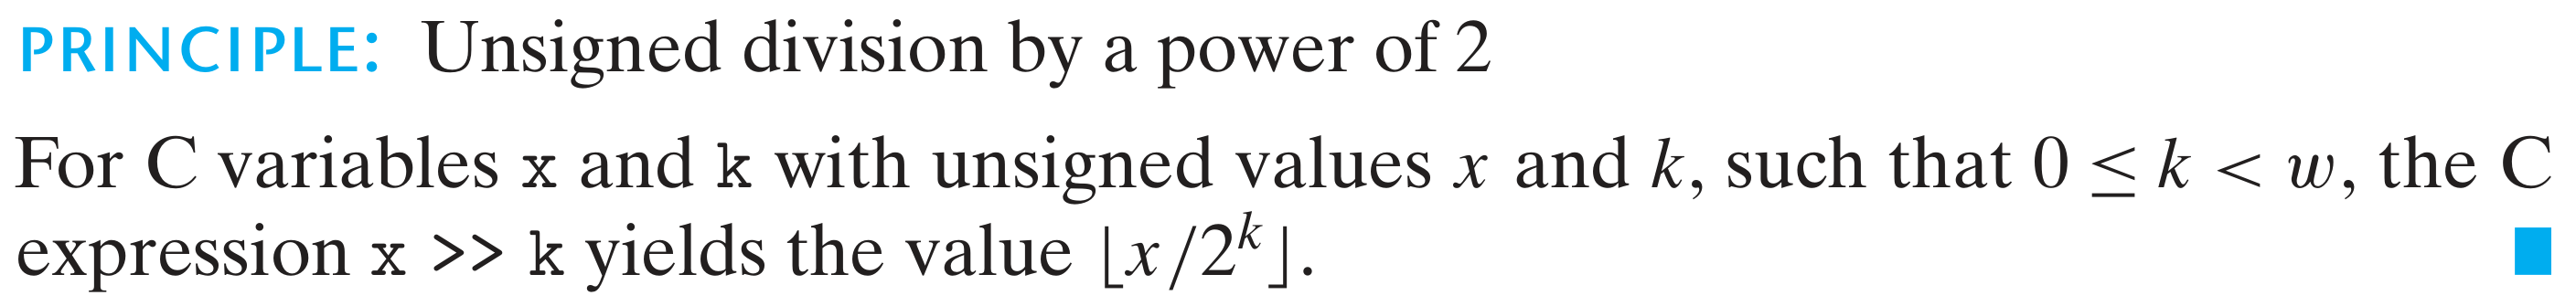 PRINCIPLE: Unsigned division by a power of 2
For C variables x and k with unsigned values x and k, such that 0 ≤ k < w, the C
expression x >> k yields the value ⌊x/2ᵏ⌋.